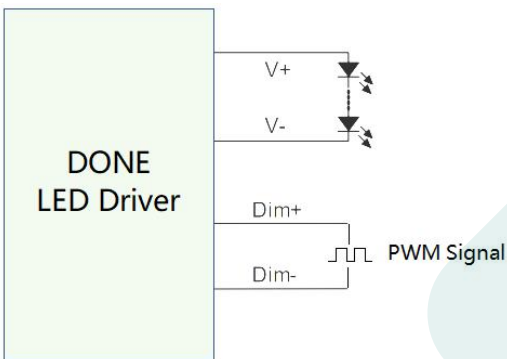 V+
V-
DONE
LED Driver
Dim+
PWM Signal
Dim-